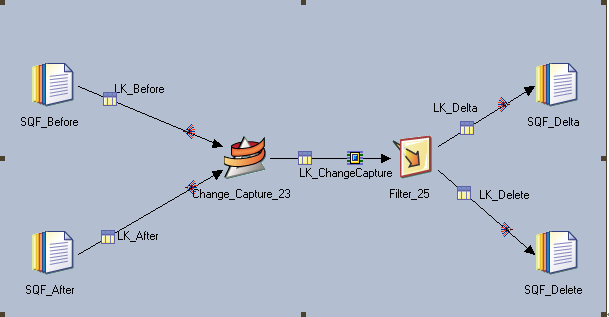 LK_Before
SQF_Before
LK_Delta
SQF_Delta
LK_ChangeCapture
Change_Capture_23
Filter_25
LK_Delete
LK_After
SQF_After
SQF_Delete